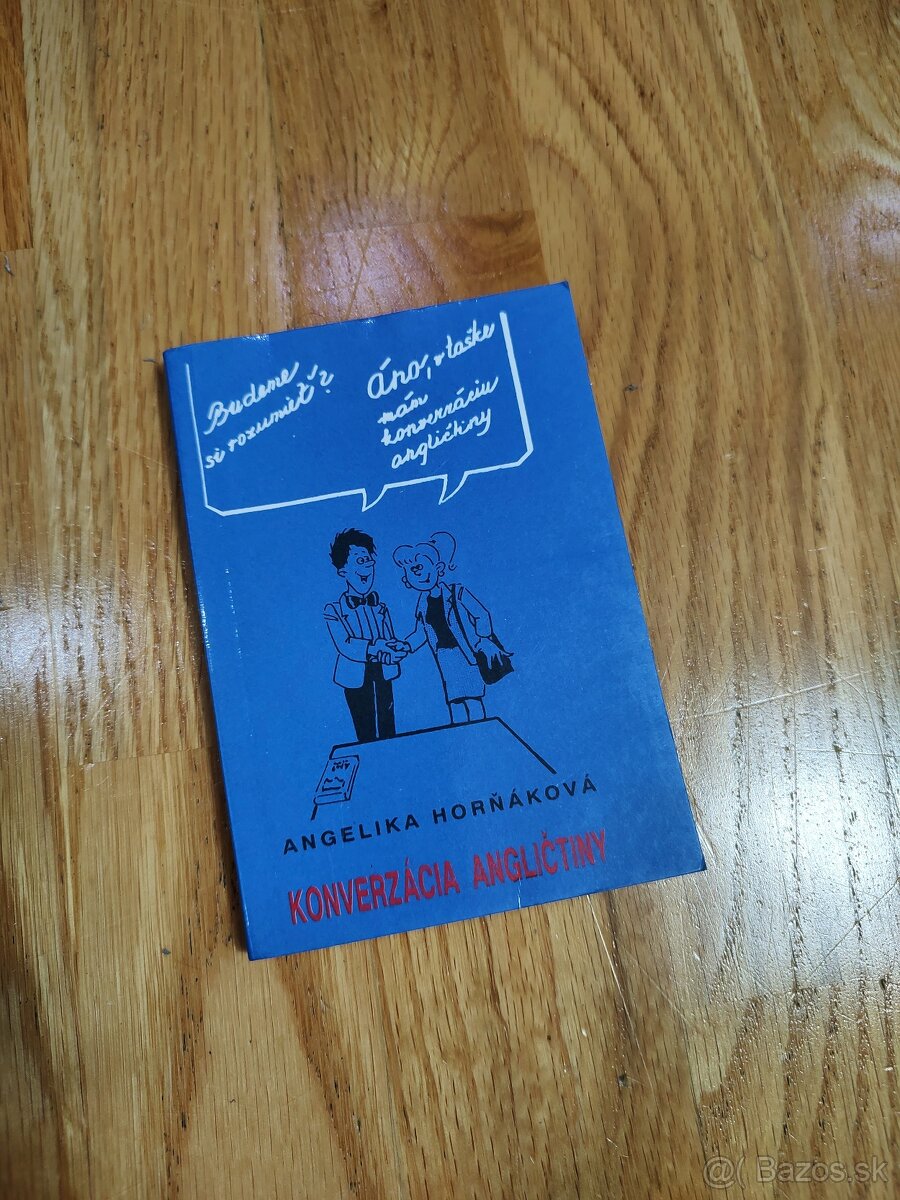 Budeme
si rozumieť?
áno, v taške
mám
konverzáciu
angličtiny
ANGELIKA HORŇÁKOVÁ
KONVERZÁCIA ANGLIČTINY
@( Bazos.sk